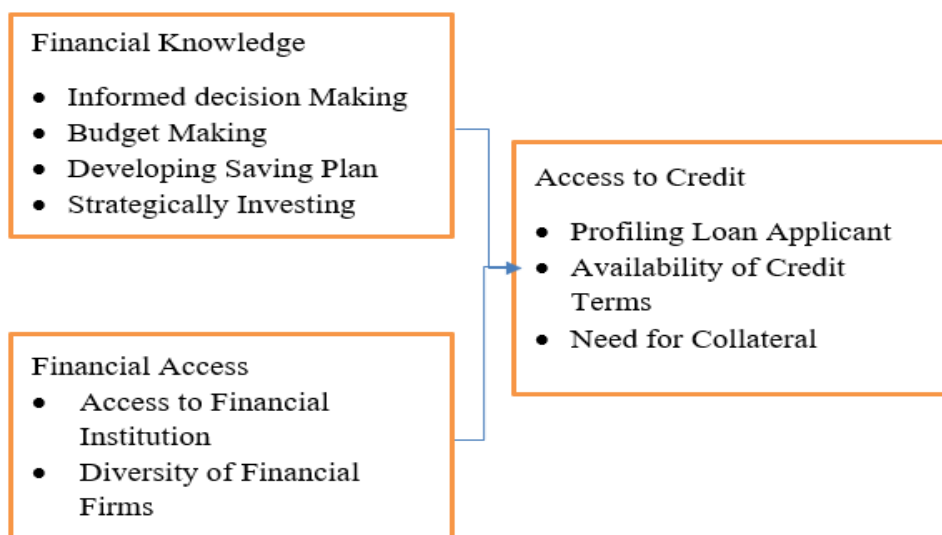 Financial Knowledge
• Informed decision Making
• Budget Making
• Developing Saving Plan
• Strategically Investing
Financial Access
• Access to Financial
Institution
• Diversity of Financial
Firms
Access to Credit
• Profiling Loan Applicant
• Availability of Credit
Terms
• Need for Collateral